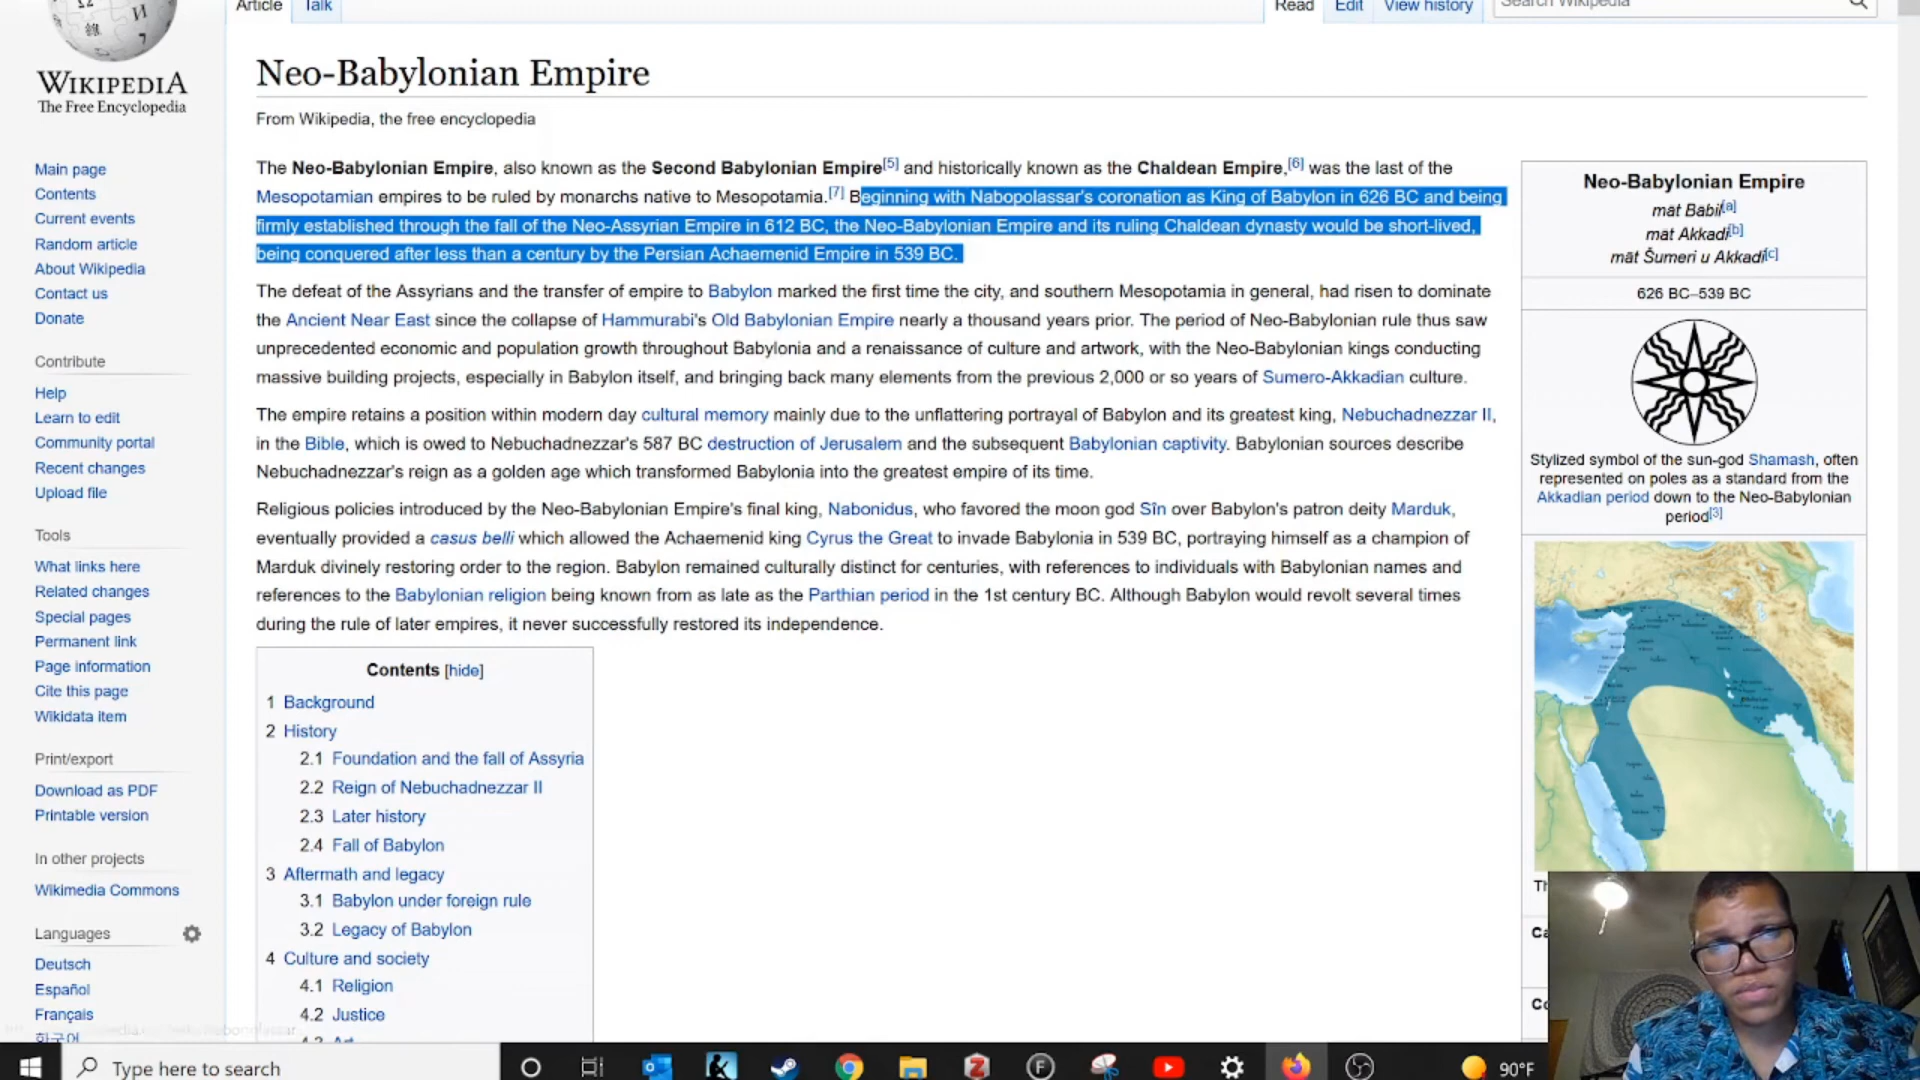 Article Talk Read Edit View history Search Wikipedia
WIKIPEDIA
The Free Encyclopedia
Main page
Contents
Current events
Random article
About Wikipedia
Contact us
Donate
Contribute
Help
Learn to edit
Community portal
Recent changes
Upload file
Tools
What links here
Related changes
Special pages
Permanent link
Page information
Cite this page
Wikidata item
Print/export
Download as PDF
Printable version
In other projects
Wikimedia Commons
Languages
Deutsch
Español
Français
한국어
Neo-Babylonian Empire
From Wikipedia, the free encyclopedia
The Neo-Babylonian Empire, also known as the Second Babylonian Empire[5] and historically known as the Chaldean Empire,[6] was the last of the
Mesopotamian empires to be ruled by monarchs native to Mesopotamia.[7] Beginning with Nabopolassar's coronation as King of Babylon in 626 BC and being
firmly established through the fall of the Neo-Assyrian Empire in 612 BC, the Neo-Babylonian Empire and its ruling Chaldean dynasty would be short-lived,
being conquered after less than a century by the Persian Achaemenid Empire in 539 BC.
The defeat of the Assyrians and the transfer of empire to Babylon marked the first time the city, and southern Mesopotamia in general, had risen to dominate
the Ancient Near East since the collapse of Hammurabi's Old Babylonian Empire nearly a thousand years prior. The period of Neo-Babylonian rule thus saw
unprecedented economic and population growth throughout Babylonia and a renaissance of culture and artwork, with the Neo-Babylonian kings conducting
massive building projects, especially in Babylon itself, and bringing back many elements from the previous 2,000 or so years of Sumero-Akkadian culture.
The empire retains a position within modern day cultural memory mainly due to the unflattering portrayal of Babylon and its greatest king, Nebuchadnezzar II,
in the Bible, which is owed to Nebuchadnezzar's 587 BC destruction of Jerusalem and the subsequent Babylonian captivity. Babylonian sources describe
Nebuchadnezzar's reign as a golden age which transformed Babylonia into the greatest empire of its time.
Religious policies introduced by the Neo-Babylonian Empire's final king, Nabonidus, who favored the moon god Sîn over Babylon's patron deity Marduk,
eventually provided a casus belli which allowed the Achaemenid king Cyrus the Great to invade Babylonia in 539 BC, portraying himself as a champion of
Marduk divinely restoring order to the region. Babylon remained culturally distinct for centuries, with references to individuals with Babylonian names and
references to the Babylonian religion being known from as late as the Parthian period in the 1st century BC. Although Babylon would revolt several times
during the rule of later empires, it never successfully restored its independence.
Contents [hide]
1 Background
2 History
2.1 Foundation and the fall of Assyria
2.2 Reign of Nebuchadnezzar II
2.3 Later history
2.4 Fall of Babylon
3 Aftermath and legacy
3.1 Babylon under foreign rule
3.2 Legacy of Babylon
4 Culture and society
4.1 Religion
4.2 Justice
4.3 Art
Neo-Babylonian Empire
māt Bābil[a]
māt Akkadi[b]
māt Šumeri u Akkadi[c]
626 BC–539 BC
Stylized symbol of the sun-god Shamash, often
represented on poles as a standard from the
Akkadian period down to the Neo-Babylonian
period[3]
Type here to search
90°F